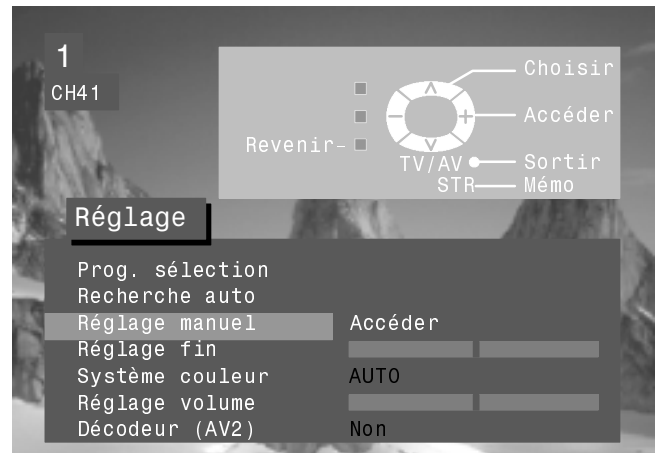 1
CH41
Choisir
Accéder
Revenir-
TV/AV Sortir
STR Mémo
Réglage
Prog. sélection
Recherche auto
Réglage manuel Accéder
Réglage fin
Système couleur AUTO
Réglage volume
Décodeur (AV2) Non